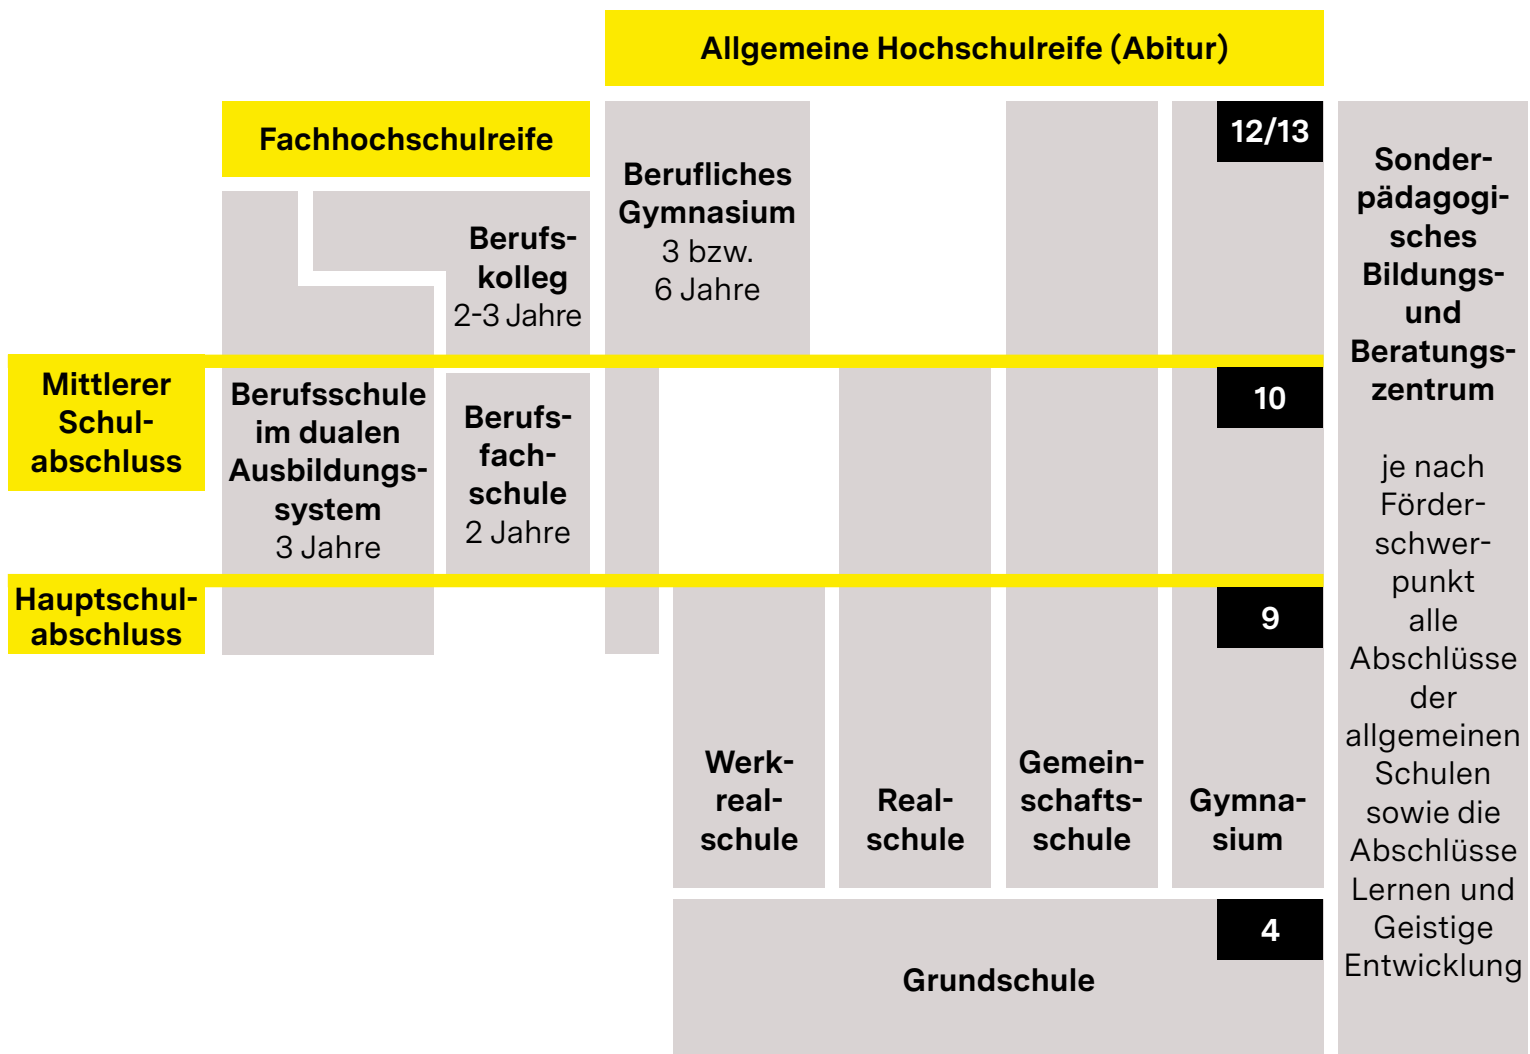 Allgemeine Hochschulreife (Abitur)
Fachhochschulreife
12/13
Berufliches
Gymnasium
3 bzw.
6 Jahre
Berufs-
kolleg
2-3 Jahre
Sonder-
pädagogi-
sches
Bildungs-
und
Beratungs-
zentrum
je nach
Förder-
schwer-
punkt
alle
Abschlüsse
der
allgemeinen
Schulen
sowie die
Abschlüsse
Lernen und
Geistige
Entwicklung
Mittlerer
Schul-
abschluss
Berufsschule
im dualen
Ausbildungs-
system
3 Jahre
Berufs-
fach-
schule
2 Jahre
10
Hauptschul-
abschluss
9
Werk-
real-
schule
Real-
schule
Gemein-
schafts-
schule
Gymna-
sium
4
Grundschule